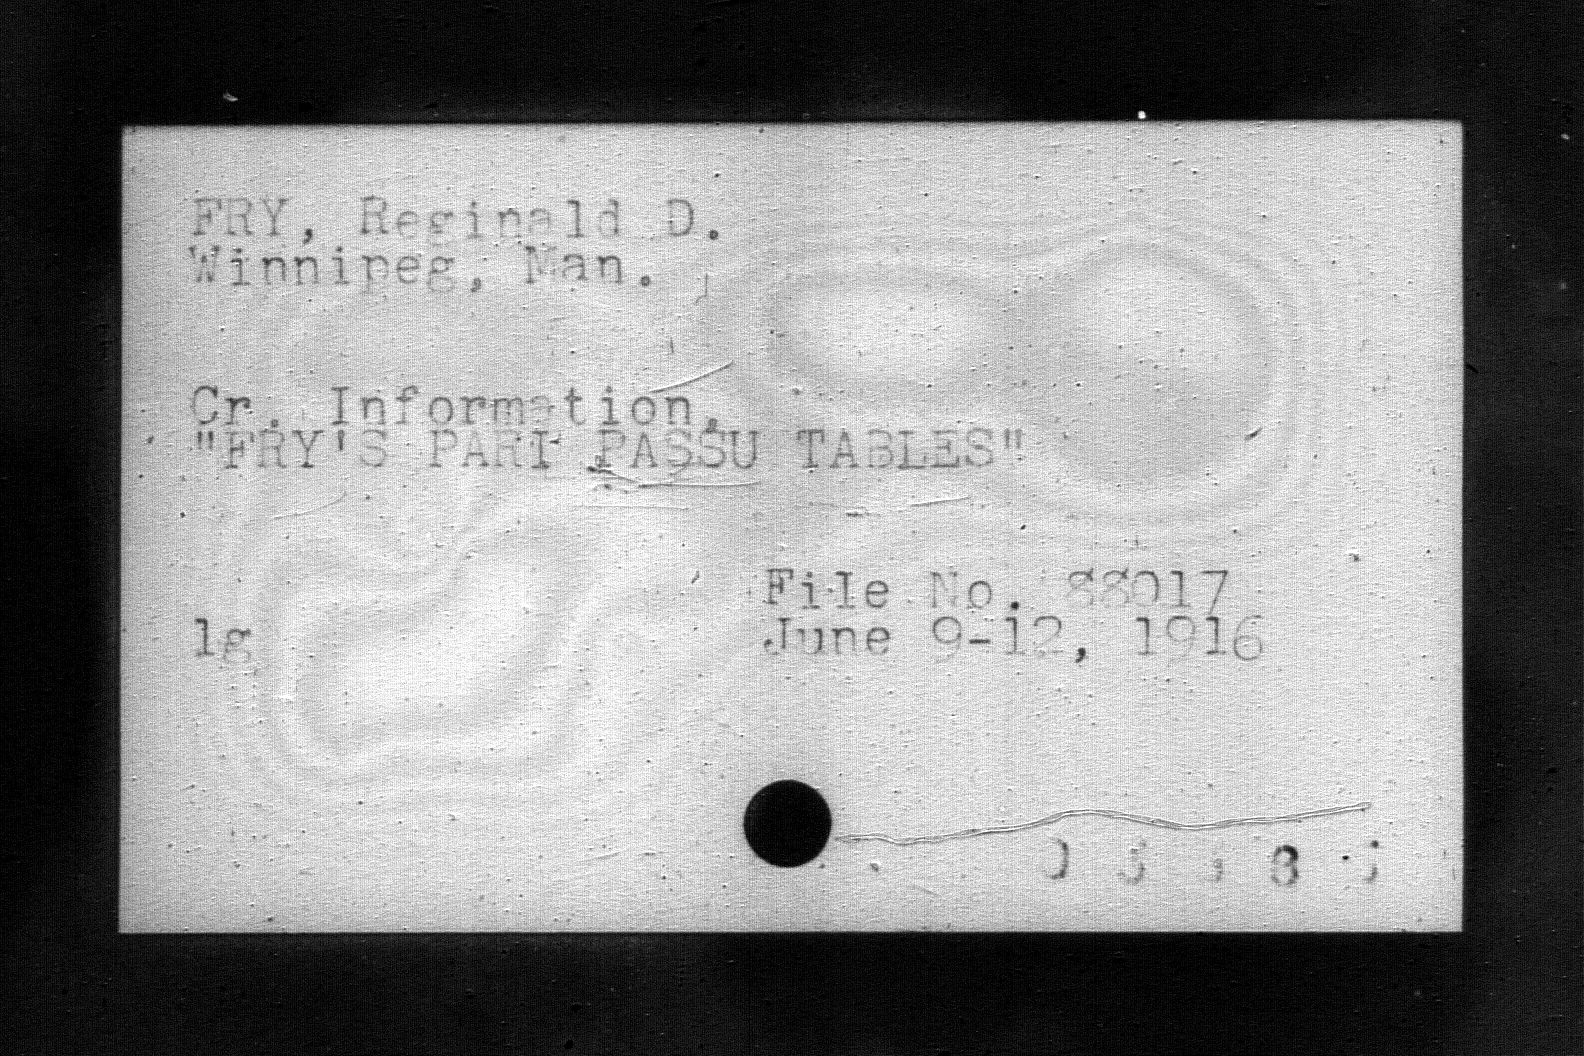 FRY, Reginald D.
Winnipeg, Man.
Cr. Information,
"FRY'S PARI PASSU TABLES"
File No. 88017
lg
June 9-12, 1916